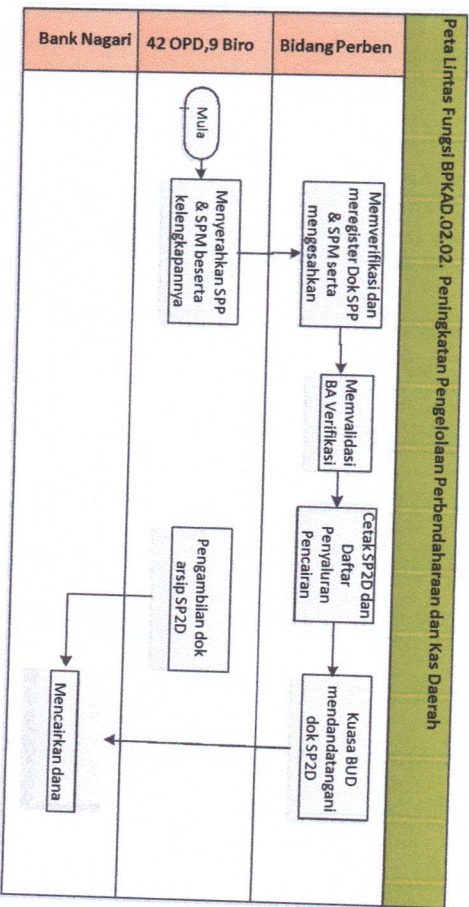 Peta Lintas Fungsi BPKAD.02.02. Peningkatan Pengelolaan Perbendaharaan dan Kas Daerah
Bidang Perben
Memverifikasi dan
meregister Dok SPP
& SPM serta
mengesahkan
Memvalidasi
BA Verifikasi
Cetak SP2D dan
Daftar
Penyaluran
Pencairan
Kuasa BUD
mendandatangani
dok SP2D
42 OPD,9 Biro
Mula
Menyerahkan SPP
& SPM beserta
kelengkapannya
Pengambilan dok
arsip SP2D
Bank Nagari
Mencairkan dana